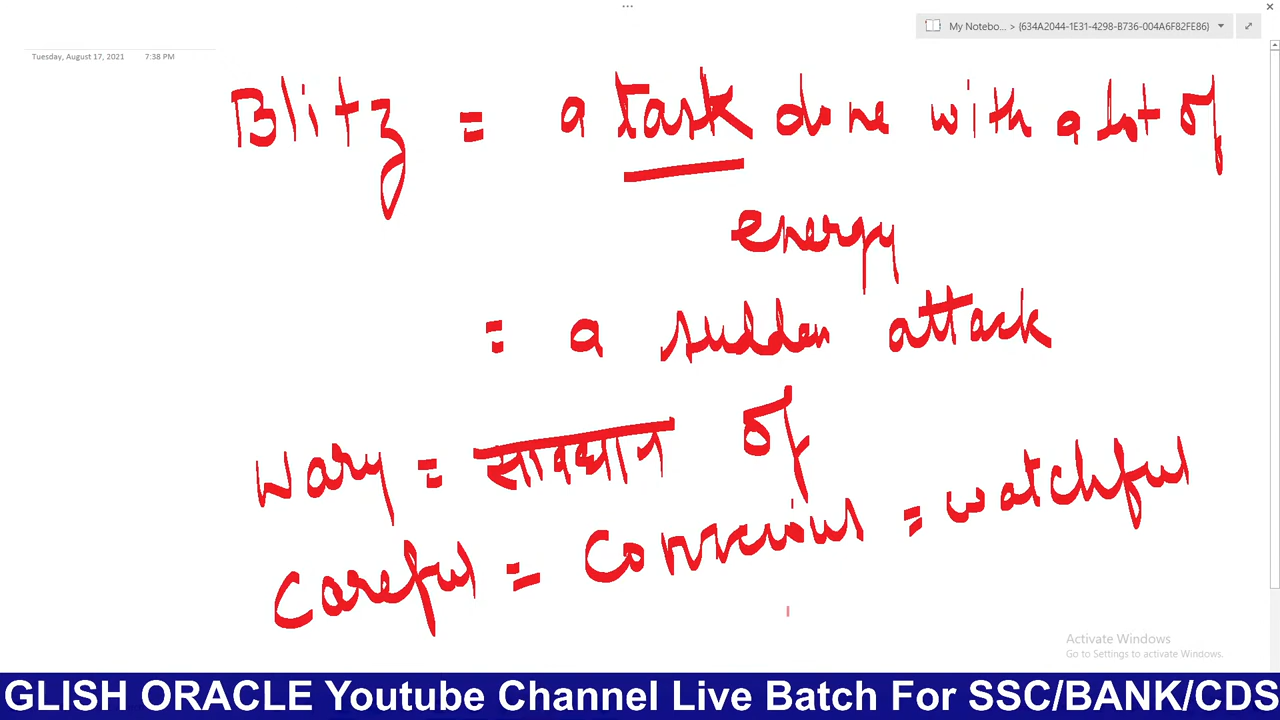 My Notebo... > (634A2044-1E31-4298-B736-004A6F82FE86)
Tuesday, August 17, 2021 7:38 PM
Blitz = a task done with a lot of
energy
= a sudden attack
wary = सावधान of
Careful = Conscious = watchful
Activate Windows
Go to Settings to activate Windows.
GLISH ORACLE Youtube Channel Live Batch For SSC/BANK/CDS